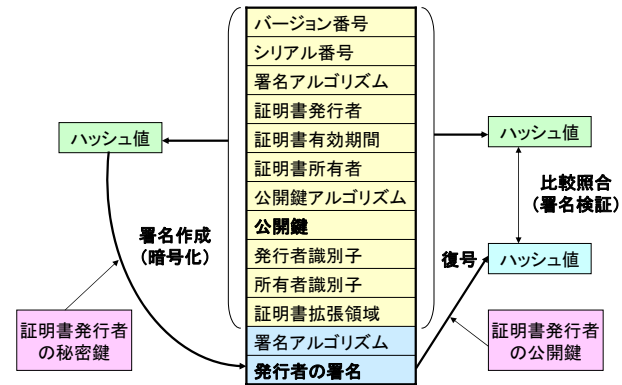 バージョン番号
シリアル番号
署名アルゴリズム
証明書発行者
証明書有効期間
証明書所有者
公開鍵アルゴリズム
公開鍵
発行者識別子
所有者識別子
証明書拡張領域
署名アルゴリズム
発行者の署名
ハッシュ値
署名作成
（暗号化）
証明書発行者
の秘密鍵
ハッシュ値
比較照合
（署名検証）
復号
ハッシュ値
証明書発行者
の公開鍵